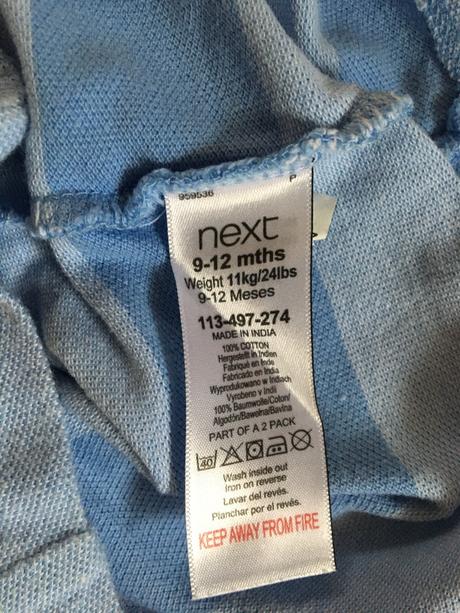 959536 P
next
9-12 mths
Weight 11kg/24lbs
9-12 Meses
113-497-274
MADE IN INDIA
100% COTTON
Hergestellt in Indien
Fabriqué en Inde
Fabricado en India
Wyprodukowano w Indiach
Vyrobeno v Indii
100% Baumwolle/Coton/
Algodón/Bawełna/Bavlna
PART OF A 2 PACK
40
Wash inside out
Iron on reverse
Lavar del revés.
Planchar por el revés.
KEEP AWAY FROM FIRE